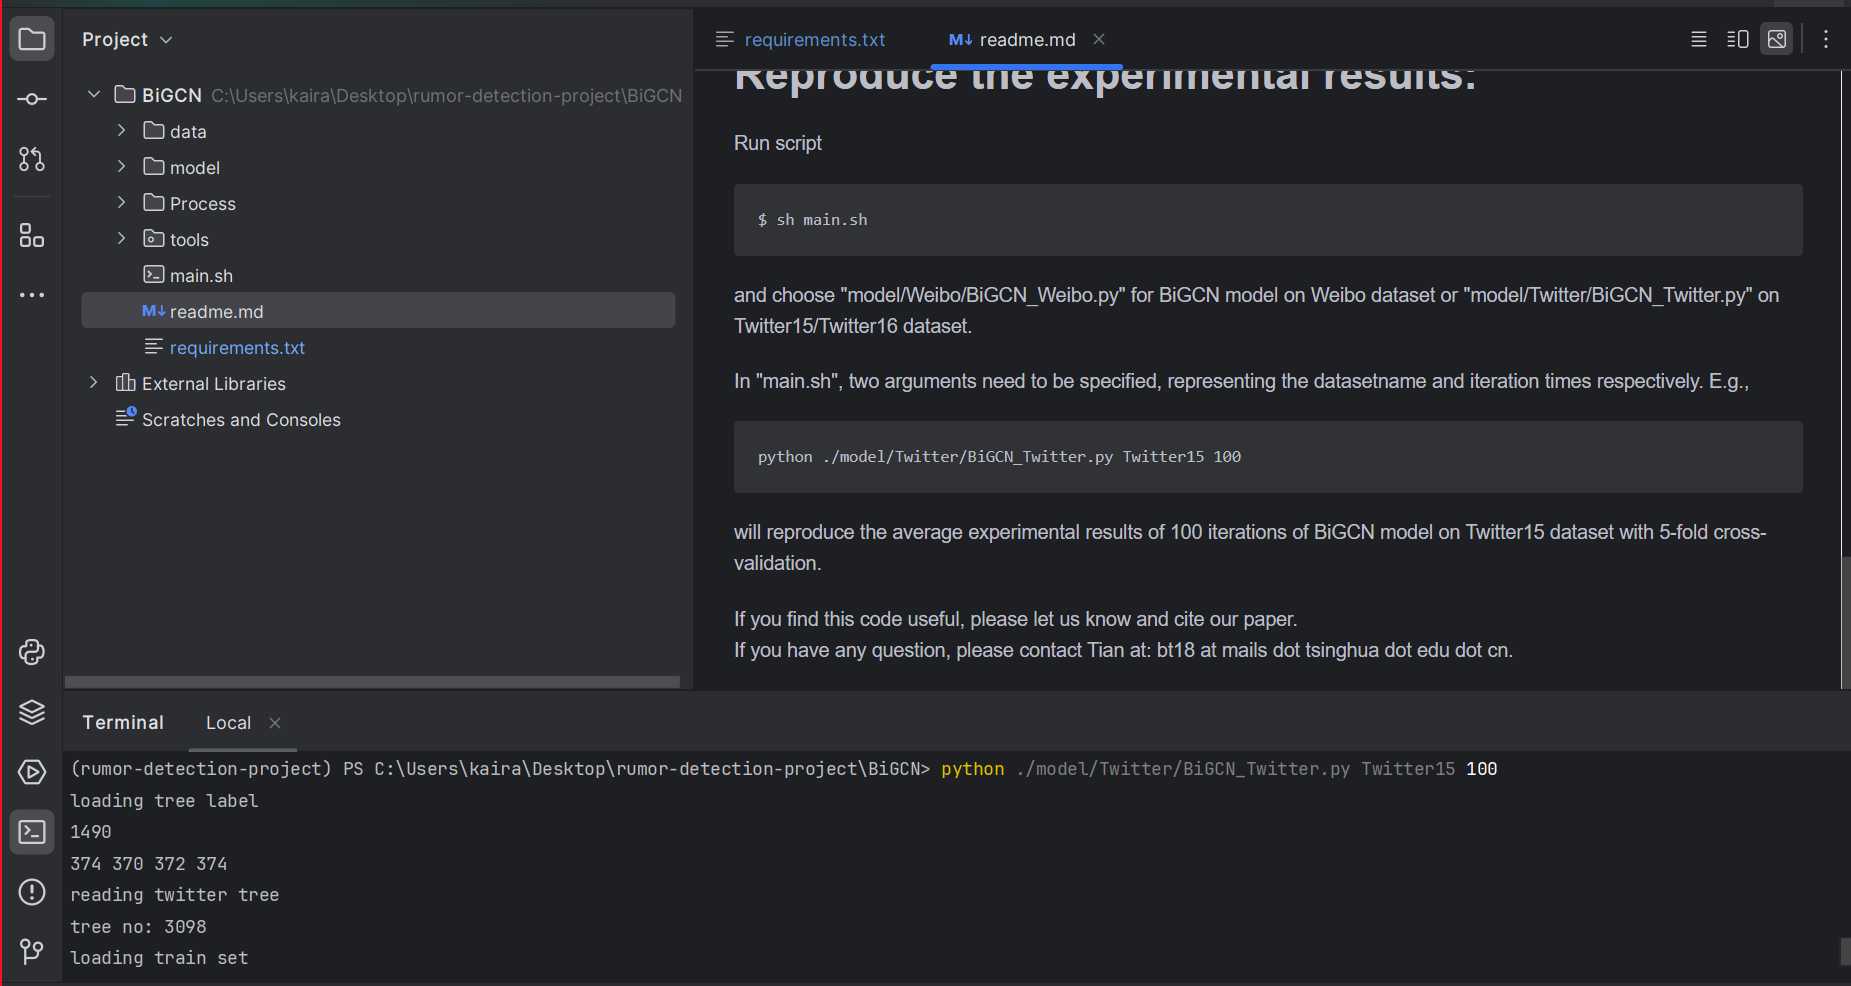 Project
BiGCN C:\Users\kaira\Desktop\rumor-detection-project\BiGCN
data
model
Process
tools
main.sh
M↓ readme.md
requirements.txt
External Libraries
Scratches and Consoles
requirements.txt
M↓ readme.md
Reproduce the experimental results:
Run script
$ sh main.sh
and choose "model/Weibo/BiGCN_Weibo.py" for BiGCN model on Weibo dataset or "model/Twitter/BiGCN_Twitter.py" on
Twitter15/Twitter16 dataset.
In "main.sh", two arguments need to be specified, representing the datasetname and iteration times respectively. E.g.,
python ./model/Twitter/BiGCN_Twitter.py Twitter15 100
will reproduce the average experimental results of 100 iterations of BiGCN model on Twitter15 dataset with 5-fold cross-
validation.
If you find this code useful, please let us know and cite our paper.
If you have any question, please contact Tian at: bt18 at mails dot tsinghua dot edu dot cn.
Terminal
Local
(rumor-detection-project) PS C:\Users\kaira\Desktop\rumor-detection-project\BiGCN> python ./model/Twitter/BiGCN_Twitter.py Twitter15 100
loading tree label
1490
374 370 372 374
reading twitter tree
tree no: 3098
loading train set